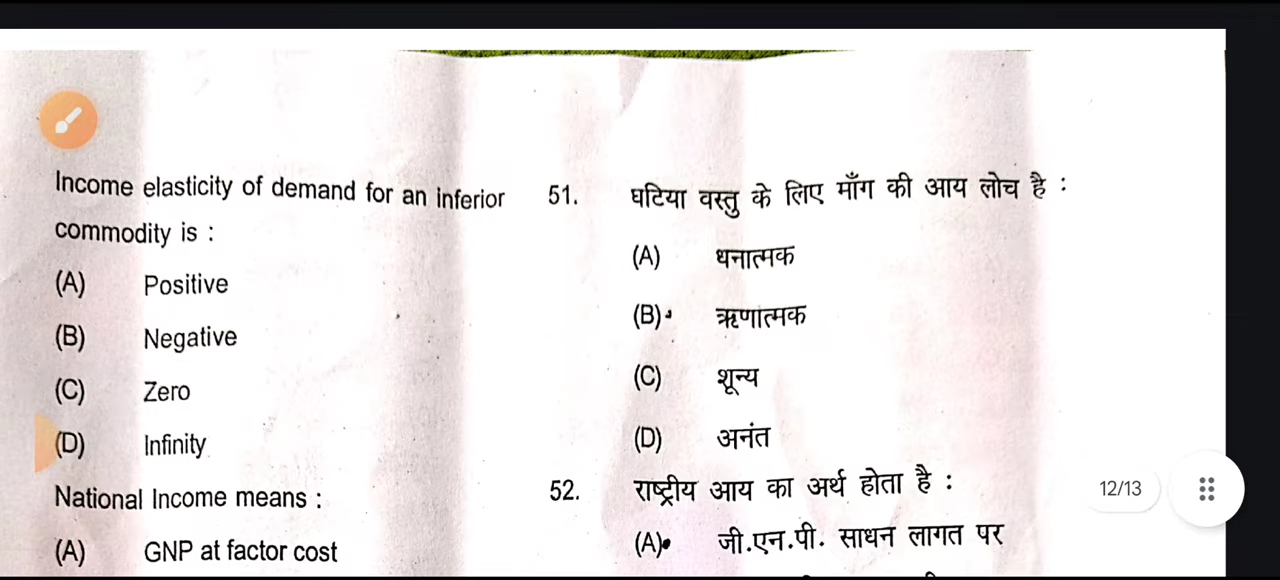 Income elasticity of demand for an inferior
commodity is :
(A) Positive
(B) Negative
(C) Zero
(D) Infinity
National Income means :
(A) GNP at factor cost
51. घटिया वस्तु के लिए माँग की आय लोच है :
(A) धनात्मक
(B) ऋणात्मक
(C) शून्य
(D) अनंत
52. राष्ट्रीय आय का अर्थ होता है :
(A) जी.एन.पी. साधन लागत पर
12/13